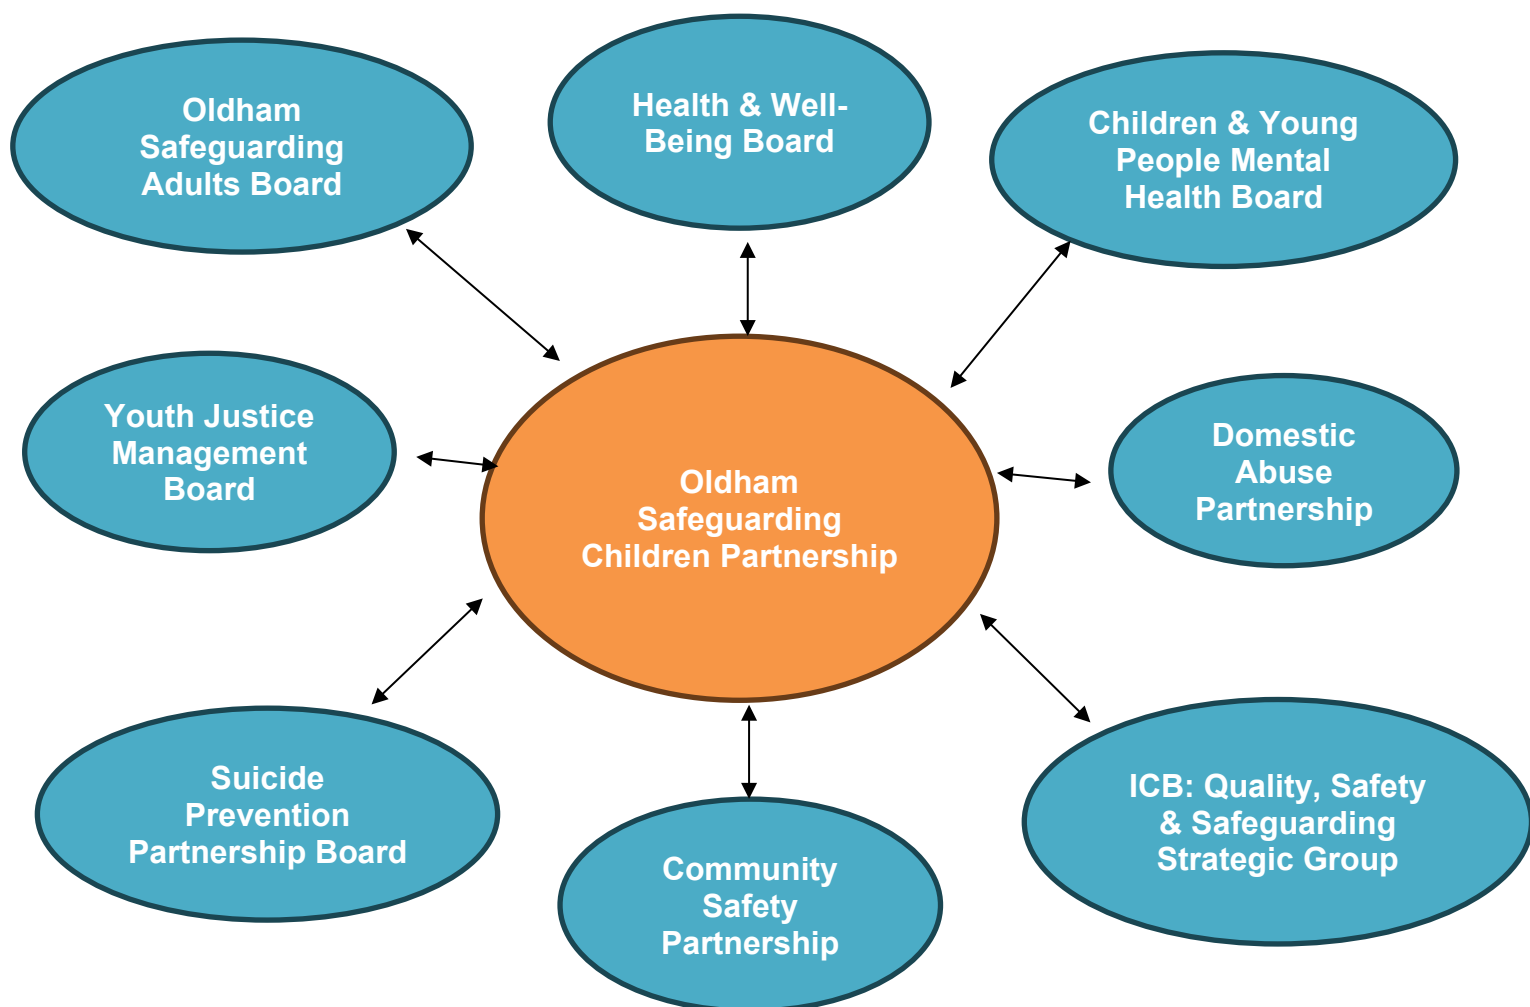 Oldham
Safeguarding
Adults Board
Health & Well-
Being Board
Children & Young
People Mental
Health Board
Youth Justice
Management
Board
Oldham
Safeguarding
Children Partnership
Domestic
Abuse
Partnership
Suicide
Prevention
Partnership Board
Community
Safety
Partnership
ICB: Quality, Safety
& Safeguarding
Strategic Group